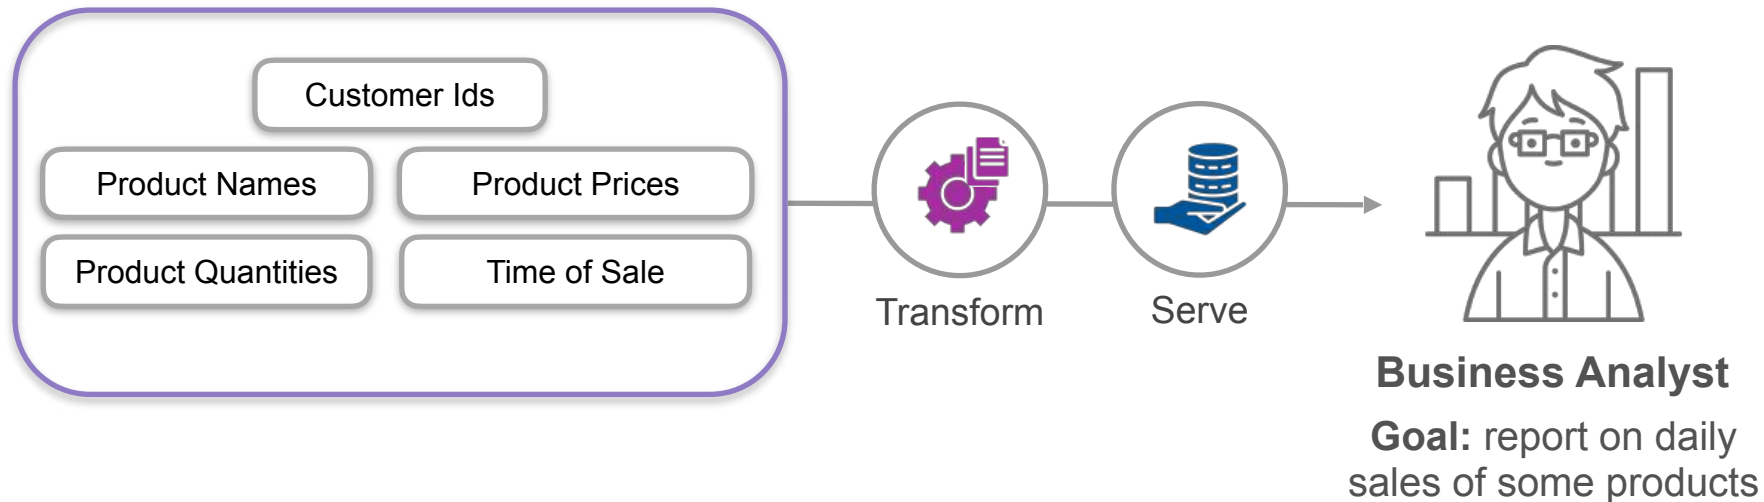 Customer Ids
Product Names
Product Prices
Product Quantities
Time of Sale
Transform
Serve
Business Analyst
Goal: report on daily
sales of some products